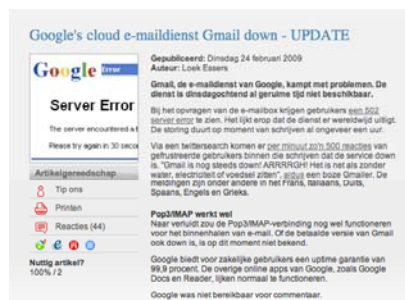 Google's cloud e-maildienst Gmail down - UPDATE
Google Error
Server Error
The server encountered a t
Please try again in 30 secon
Artikelgereedschap
Tip ons
Printen
Reacties (44)
Nuttig artikel?
100% / 2
Gepubliceerd: Dinsdag 24 februari 2009
Auteur: Loek Essers
Gmail, de e-maildienst van Google, kampt met problemen. De
dienst is dinsdagochtend al geruime tijd niet beschikbaar.
Bij het opvragen van de e-mailbox krijgen gebruikers een 502
server error te zien. Het lijkt erop dat de dienst er wereldwijd uitligt.
De storing duurt op moment van schrijven al ongeveer een uur.
Via een twittersearch komen er per minuut zo'n 500 reacties van
gefrustreerde gebruikers binnen die schrijven dat de service down
is. "Gmail is nog steeds down! ARRRRGH! Het is net als zonder
water, electriciteit of voedsel zitten", aldus een boze Gmailer. De
meldingen zijn onder andere in het Frans, Italiaans, Duits,
Spaans, Engels en Grieks.
Pop3/IMAP werkt wel
Naar verluidt zou de Pop3/IMAP-verbinding nog wel functioneren
voor het binnenhalen van e-mail. Of de betaalde versie van Gmail
ook down is, is op dit moment niet bekend.
Google biedt voor zakelijke gebruikers een uptime garantie van
99,9 procent. De overige online apps van Google, zoals Google
Docs en Reader, lijken normaal te functioneren.
Google was niet bereikbaar voor commentaar.